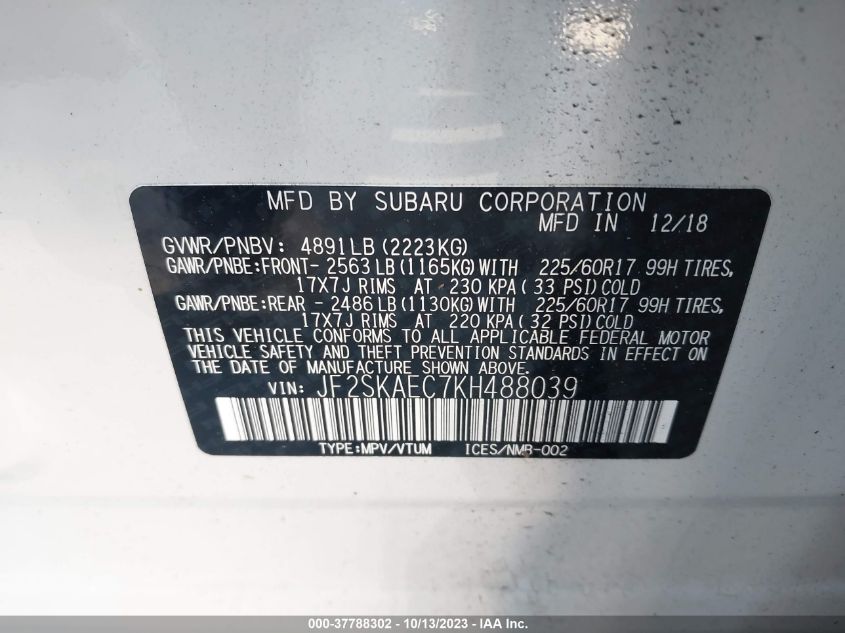 MFD BY SUBARU CORPORATION
MFD IN 12/18
GVWR/PNBV: 4891LB (2223KG)
GAWR/PNBE:FRONT- 2563LB (1165KG) WITH 225/60R17 99H TIRES,
17X7J RIMS AT 230 KPA ( 33 PSI) COLD
GAWR/PNBE:REAR - 2486LB (1130KG) WITH 225/60R17 99H TIRES,
17X7J RIMS AT 220 KPA ( 32 PSI) COLD
THIS VEHICLE CONFORMS TO ALL APPLICABLE FEDERAL MOTOR
VEHICLE SAFETY AND THEFT PREVENTION STANDARDS IN EFFECT ON
THE DATE OF MANUFACTURE SHOWN ABOVE.
VIN: JF2SKAEC7KH488039
TYPE:MPV/VTUM ICES/NMB-002
000-37788302 - 10/13/2023 - IAA Inc.